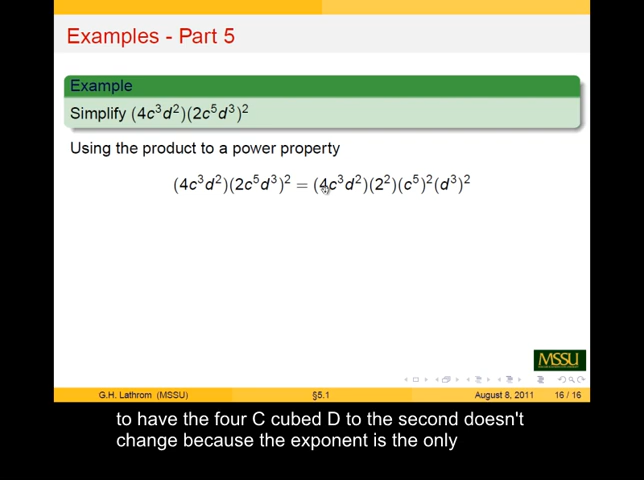 Examples - Part 5
Example
Simplify (4c³d²)(2c⁵d³)²
Using the product to a power property
(4c³d²)(2c⁵d³)² = (4c³d²)(2²)(c⁵)²(d³)²
MSSU
G.H. Lathrom (MSSU) §5.1 August 8, 2011 16 / 16
to have the four C cubed D to the second doesn't
change because the exponent is the only